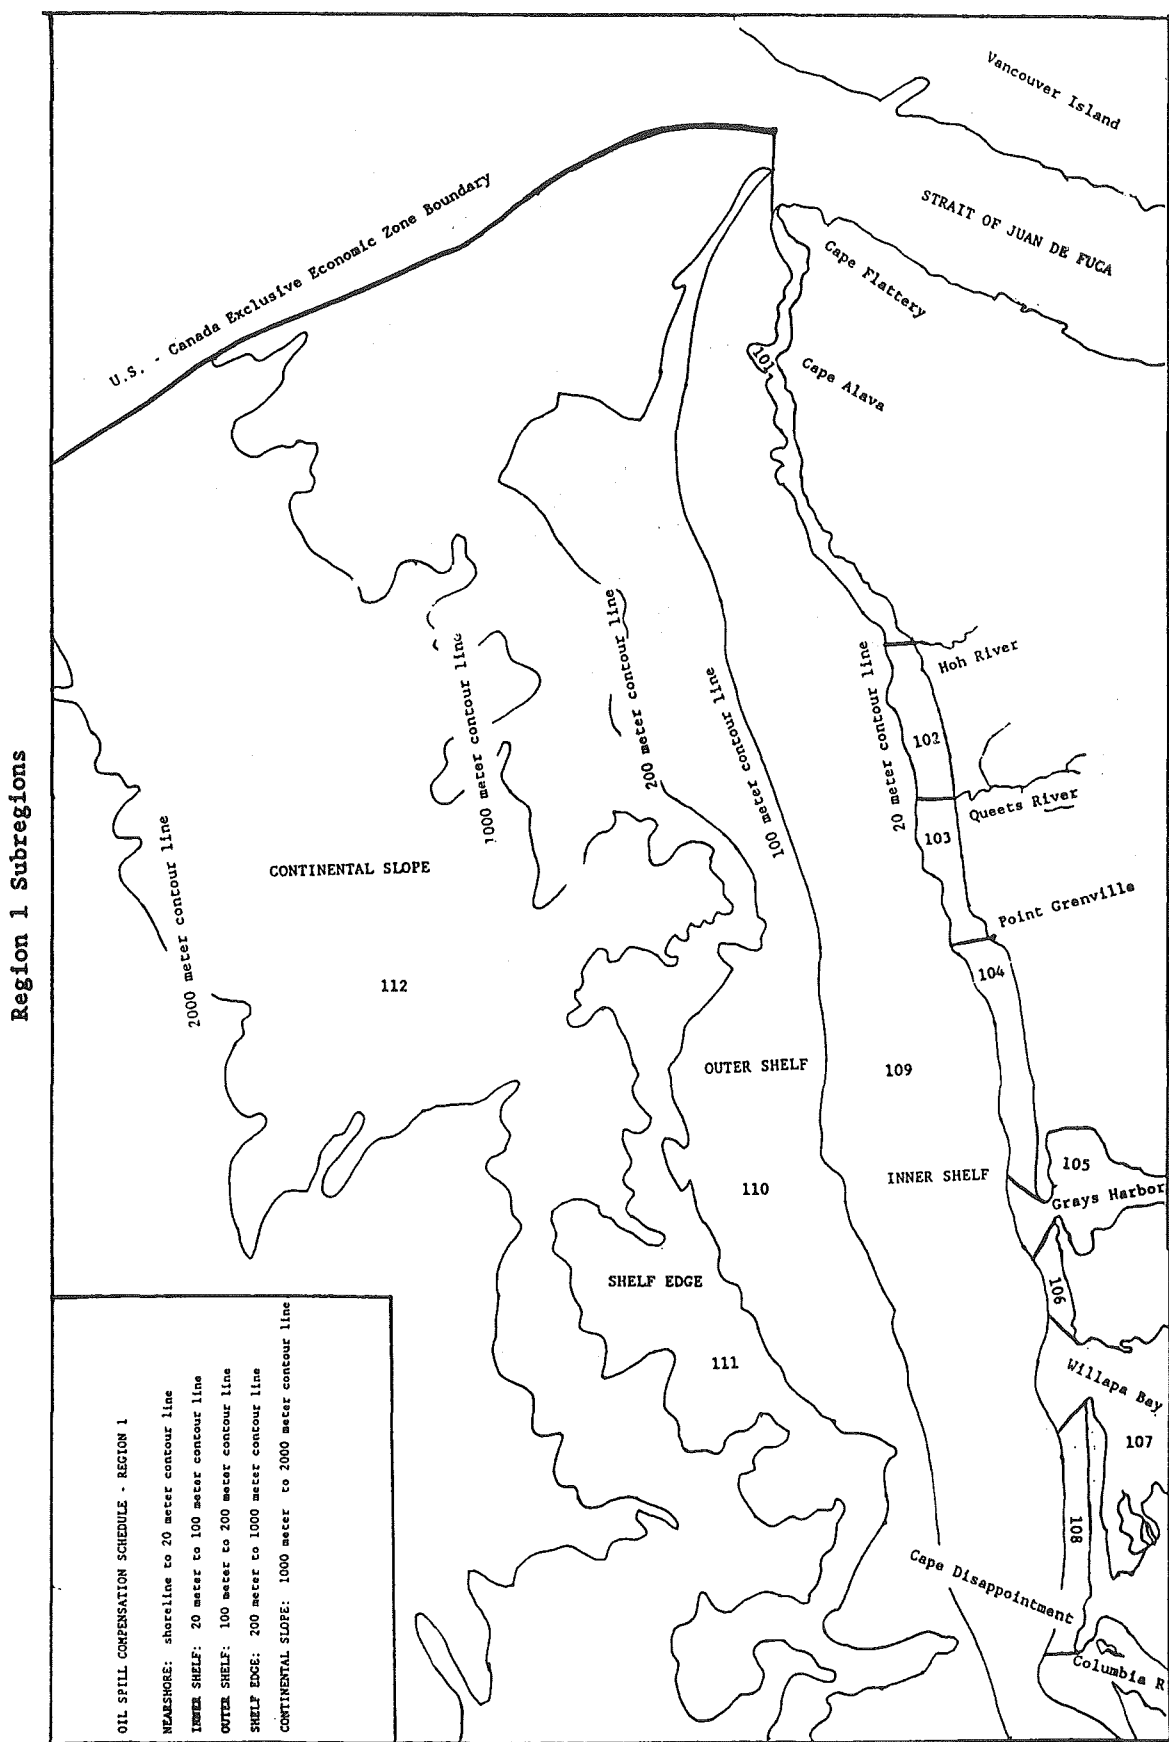 Region 1 Subregions
Vancouver Island
STRAIT OF JUAN DE FUCA
U.S. - Canada Exclusive Economic Zone Boundary
Cape Flattery
101
Cape Alava
Hoh River
20 meter contour line
100 meter contour line
200 meter contour line
1000 meter contour line
2000 meter contour line
102
Queets River
103
CONTINENTAL SLOPE
Point Grenville
104
112
OUTER SHELF
109
105
INNER SHELF
110
Grays Harbor
SHELF EDGE
106
111
Willapa Bay
107
108
Cape Disappointment
Columbia R
OIL SPILL COMPENSATION SCHEDULE - REGION 1
NEARSHORE: shoreline to 20 meter contour line
INNER SHELF: 20 meter to 100 meter contour line
OUTER SHELF: 100 meter to 200 meter contour line
SHELF EDGE: 200 meter to 1000 meter contour line
CONTINENTAL SLOPE: 1000 meter to 2000 meter contour line